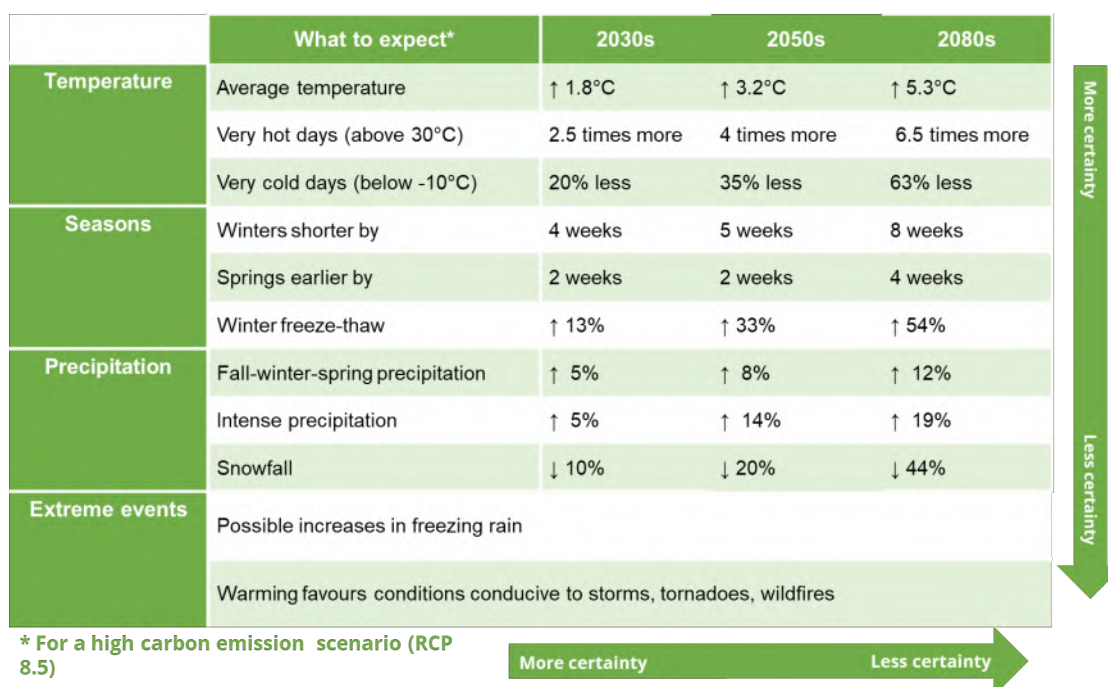 What to expect* 2030s 2050s 2080s
Temperature Average temperature ↑ 1.8°C ↑ 3.2°C ↑ 5.3°C
Very hot days (above 30°C) 2.5 times more 4 times more 6.5 times more
Very cold days (below -10°C) 20% less 35% less 63% less
Seasons Winters shorter by 4 weeks 5 weeks 8 weeks
Springs earlier by 2 weeks 2 weeks 4 weeks
Winter freeze-thaw ↑ 13% ↑ 33% ↑ 54%
Precipitation Fall-winter-spring precipitation ↑ 5% ↑ 8% ↑ 12%
Intense precipitation ↑ 5% ↑ 14% ↑ 19%
Snowfall ↓ 10% ↓ 20% ↓ 44%
Extreme events Possible increases in freezing rain
Warming favours conditions conducive to storms, tornadoes, wildfires
More certainty
Less certainty
* For a high carbon emission scenario (RCP
8.5)
More certainty Less certainty